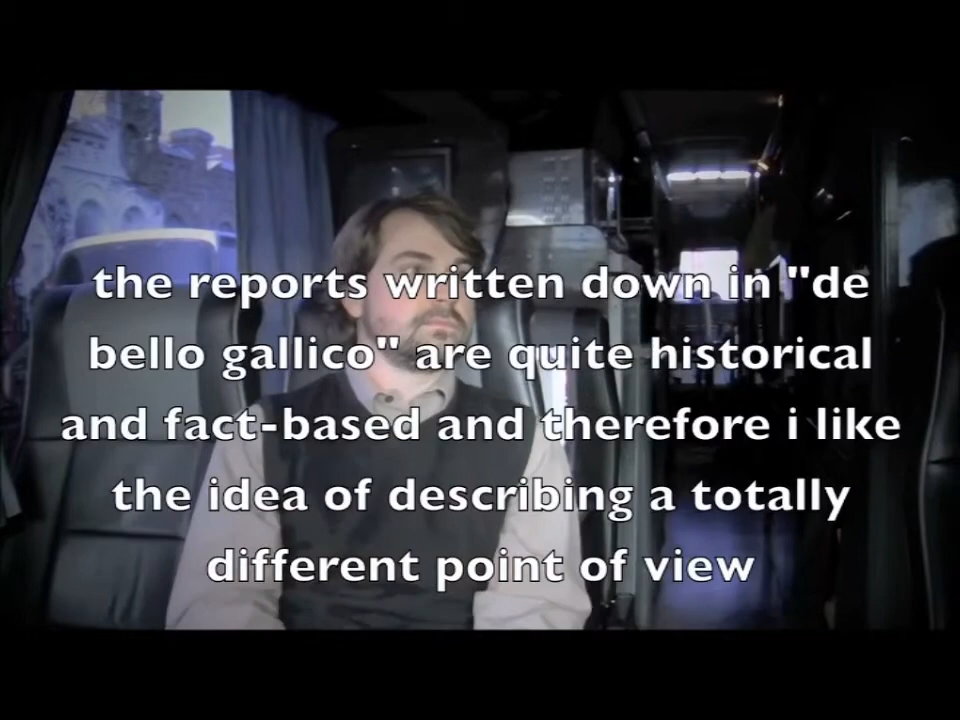 the reports written down in "de
bello gallico" are quite historical
and fact-based and therefore i like
the idea of describing a totally
different point of view